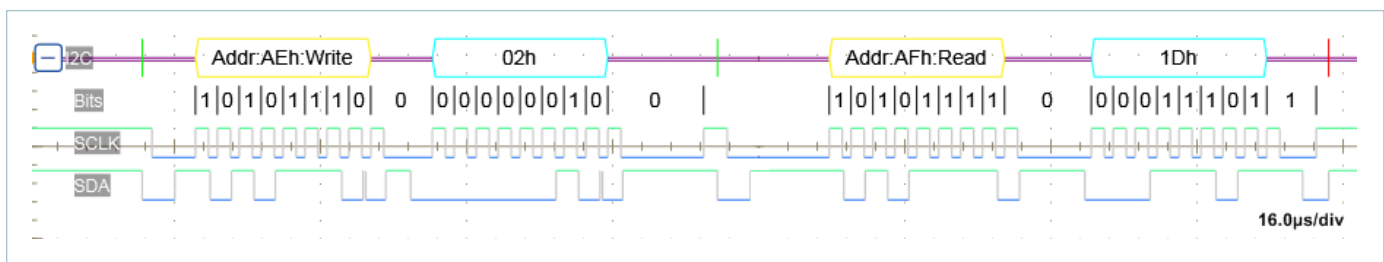 I2C Addr:AEh:Write 02h Addr:AFh:Read 1Dh
Bits 1 0 1 0 1 1 1 0 0 0 0 0 0 0 0 1 0 0 1 0 1 0 1 1 1 1 0 0 0 0 1 1 1 0 1 1
SCLK
SDA
16.0µs/div